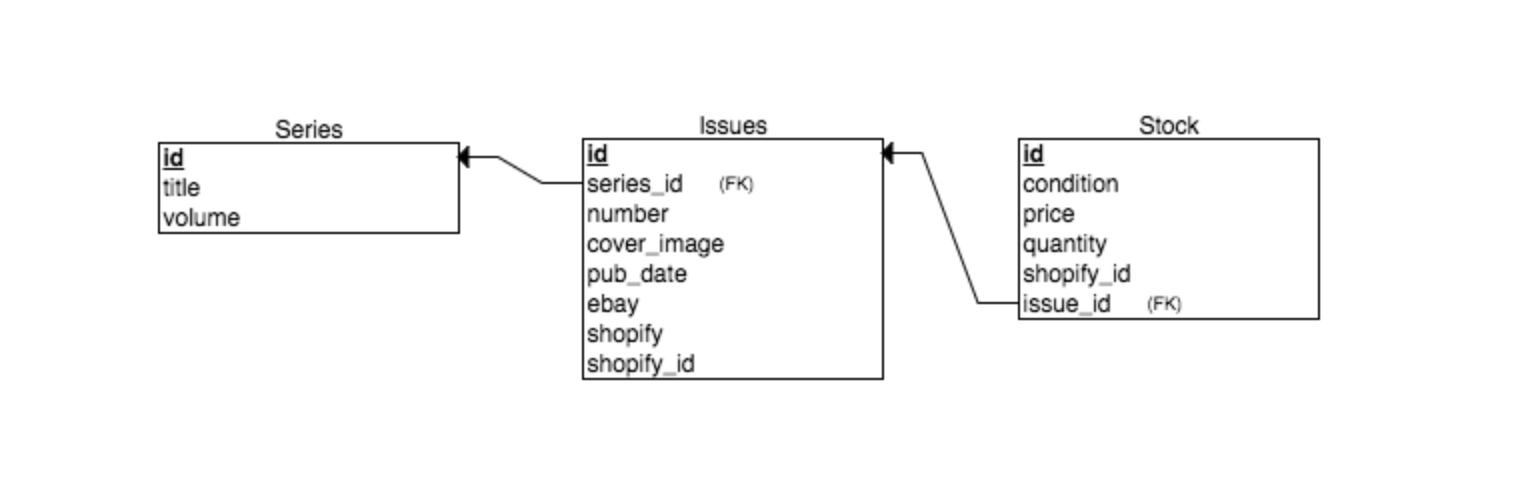 Series
id
title
volume
Issues
id
series_id (FK)
number
cover_image
pub_date
ebay
shopify
shopify_id
Stock
id
condition
price
quantity
shopify_id
issue_id (FK)